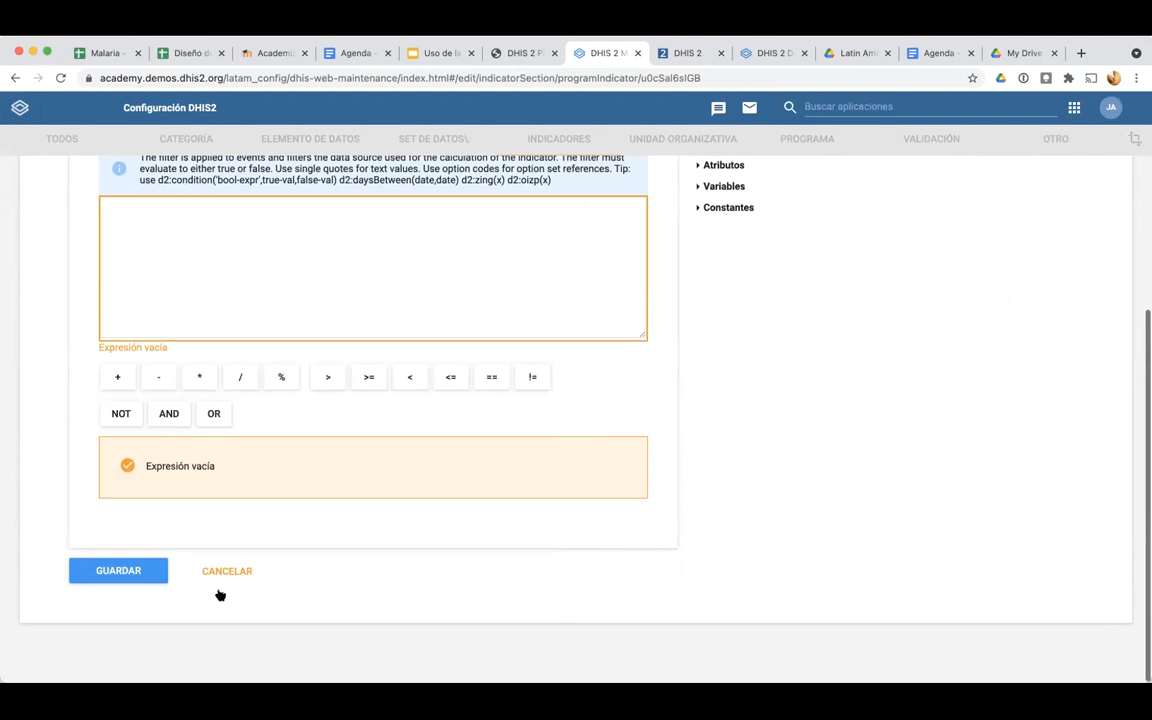 Malaria -
Diseño de
Academia
Agenda -
Uso de la
DHIS 2 P
DHIS 2 M
DHIS 2
DHIS 2 D
Latin Am
Agenda -
My Drive
academy.demos.dhis2.org/latam_config/dhis-web-maintenance/index.html#/edit/indicatorSection/programIndicator/u0cSal6sIGB
Configuración DHIS2
Buscar aplicaciones
JA
TODOS
CATEGORÍA
ELEMENTO DE DATOS
SET DE DATOS\.
INDICADORES
UNIDAD ORGANIZATIVA
PROGRAMA
VALIDACIÓN
OTRO
The filter is applied to events and filters the data source used for the calculation of the indicator. The filter must
evaluate to either true or false. Use single quotes for text values. Use option codes for option set references. Tip:
use d2:condition('bool-expr',true-val,false-val) d2:daysBetween(date,date) d2:zing(x) d2:oizp(x)
Atributos
Variables
Constantes
Expresión vacía
+ - * / % > >= < <= == !=
NOT AND OR
Expresión vacía
GUARDAR
CANCELAR